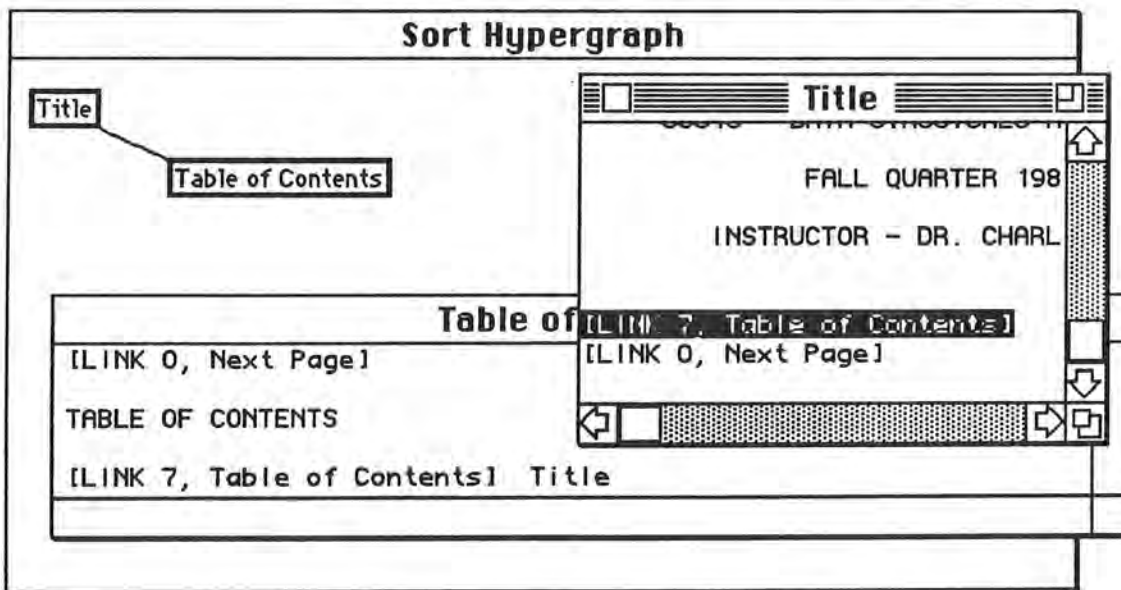 Sort Hypergraph
Title
Table of Contents
Title
FALL QUARTER 198
INSTRUCTOR - DR. CHARL
[LINK 7, Table of Contents]
[LINK 0, Next Page]
Table of
[LINK 0, Next Page]
TABLE OF CONTENTS
[LINK 7, Table of Contents] Title